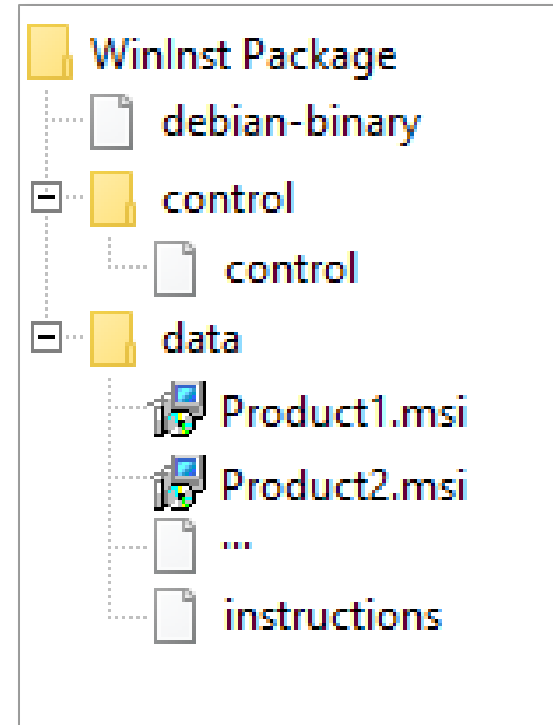 WinInst Package
debian-binary
control
control
data
Product1.msi
Product2.msi
...
instructions